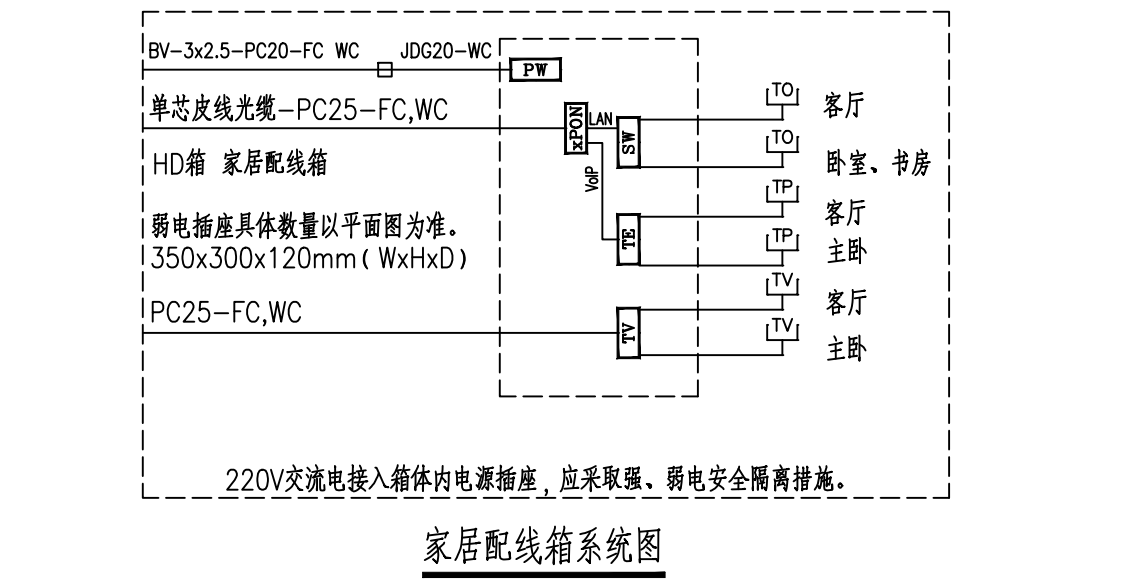 BV-3x2.5-PC20-FC WC JDG20-WC
PW
TO 客厅
单芯皮线光缆-PC25-FC,WC
xPON
LAN
SW
TO 卧室、书房
HD箱 家居配线箱
VoIP
TP 客厅
弱电插座具体数量以平面图为准。
TE
TP 主卧
350x300x120mm(WxHxD)
TV 客厅
PC25-FC,WC
TV
TV 主卧
220V交流电接入箱体内电源插座,应采取强、弱电安全隔离措施。
家居配线箱系统图